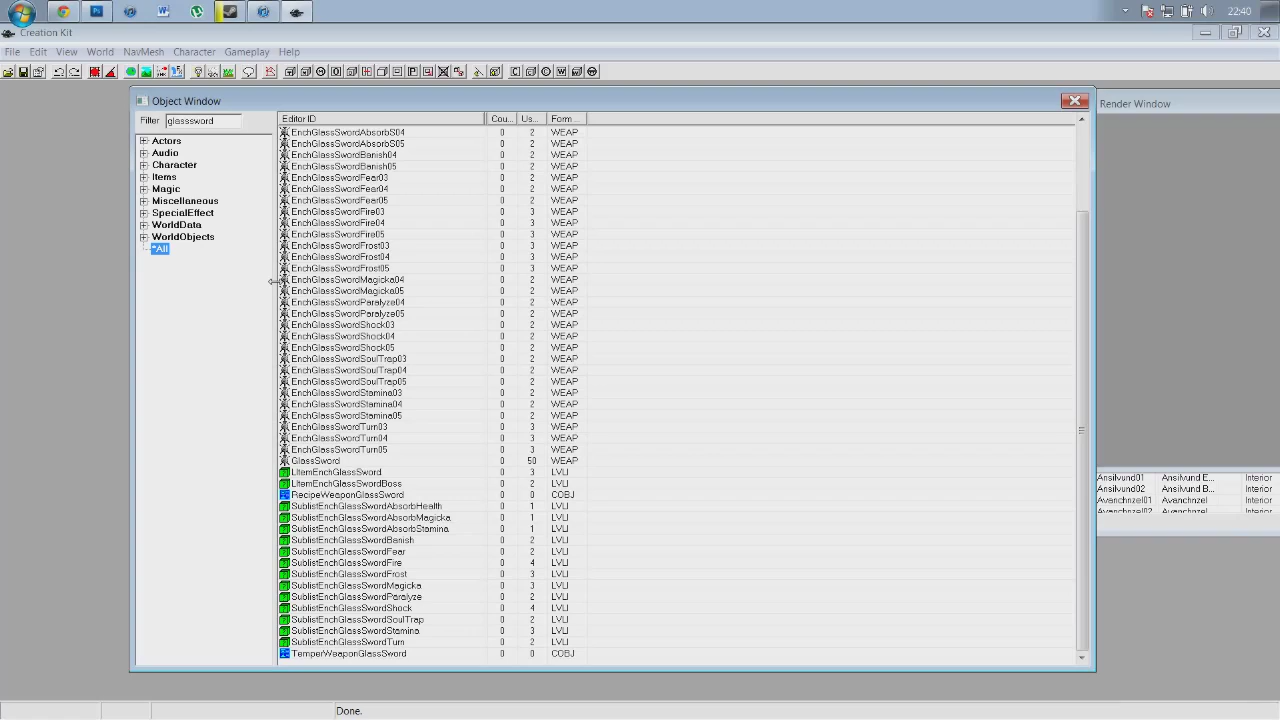 22:40
Creation Kit
File Edit View World NavMesh Character Gameplay Help
Object Window
Render Window
Filter glasssword
Editor ID Cou... Us... Form ...
Actors
Audio
Character
Items
Magic
Miscellaneous
SpecialEffect
WorldData
WorldObjects
*All
EnchGlassSwordAbsorbS04 0 2 WEAP
EnchGlassSwordAbsorbS05 0 2 WEAP
EnchGlassSwordBanish04 0 2 WEAP
EnchGlassSwordBanish05 0 2 WEAP
EnchGlassSwordFear03 0 2 WEAP
EnchGlassSwordFear04 0 2 WEAP
EnchGlassSwordFear05 0 2 WEAP
EnchGlassSwordFire03 0 3 WEAP
EnchGlassSwordFire04 0 3 WEAP
EnchGlassSwordFire05 0 3 WEAP
EnchGlassSwordFrost03 0 3 WEAP
EnchGlassSwordFrost04 0 3 WEAP
EnchGlassSwordFrost05 0 3 WEAP
EnchGlassSwordMagicka04 0 2 WEAP
EnchGlassSwordMagicka05 0 2 WEAP
EnchGlassSwordParalyze04 0 2 WEAP
EnchGlassSwordParalyze05 0 2 WEAP
EnchGlassSwordShock03 0 2 WEAP
EnchGlassSwordShock04 0 2 WEAP
EnchGlassSwordShock05 0 2 WEAP
EnchGlassSwordSoulTrap03 0 2 WEAP
EnchGlassSwordSoulTrap04 0 2 WEAP
EnchGlassSwordSoulTrap05 0 2 WEAP
EnchGlassSwordStamina03 0 2 WEAP
EnchGlassSwordStamina04 0 2 WEAP
EnchGlassSwordStamina05 0 2 WEAP
EnchGlassSwordTurn03 0 3 WEAP
EnchGlassSwordTurn04 0 3 WEAP
EnchGlassSwordTurn05 0 3 WEAP
GlassSword 0 50 WEAP
LItemEnchGlassSword 0 3 LVLI
LItemEnchGlassSwordBoss 0 2 LVLI
RecipeWeaponGlassSword 0 0 COBJ
SublistEnchGlassSwordAbsorbHealth 0 1 LVLI
SublistEnchGlassSwordAbsorbMagicka 0 1 LVLI
SublistEnchGlassSwordAbsorbStamina 0 1 LVLI
SublistEnchGlassSwordBanish 0 2 LVLI
SublistEnchGlassSwordFear 0 2 LVLI
SublistEnchGlassSwordFire 0 4 LVLI
SublistEnchGlassSwordFrost 0 3 LVLI
SublistEnchGlassSwordMagicka 0 3 LVLI
SublistEnchGlassSwordParalyze 0 2 LVLI
SublistEnchGlassSwordShock 0 4 LVLI
SublistEnchGlassSwordSoulTrap 0 2 LVLI
SublistEnchGlassSwordStamina 0 3 LVLI
SublistEnchGlassSwordTurn 0 2 LVLI
TemperWeaponGlassSword 0 0 COBJ
Ansilvund01 Ansilvund E... Interior
Ansilvund02 Ansilvund B... Interior
Avanchnzel01 Avanchnzel Interior
Avanchnzel02 Avanchnzel Interior
Done.